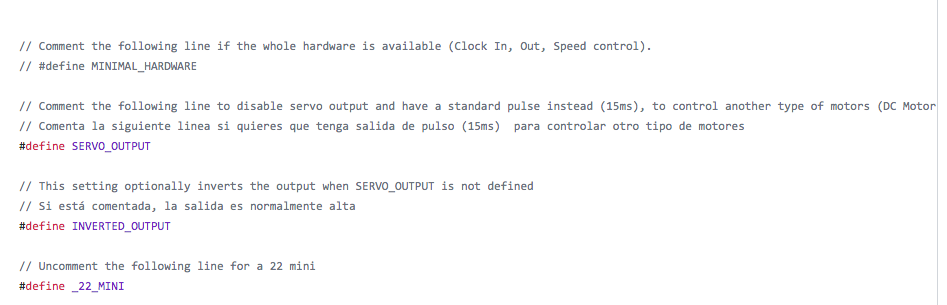 // Comment the following line if the whole hardware is available (Clock In, Out, Speed control).
// #define MINIMAL_HARDWARE
// Comment the following line to disable servo output and have a standard pulse instead (15ms), to control another type of motors (DC Motor
// Comenta la siguiente linea si quieres que tenga salida de pulso (15ms)  para controlar otro tipo de motores
#define SERVO_OUTPUT
// This setting optionally inverts the output when SERVO_OUTPUT is not defined
// Si está comentada, la salida es normalmente alta
#define INVERTED_OUTPUT
// Uncomment the following line for a 22 mini
#define _22_MINI